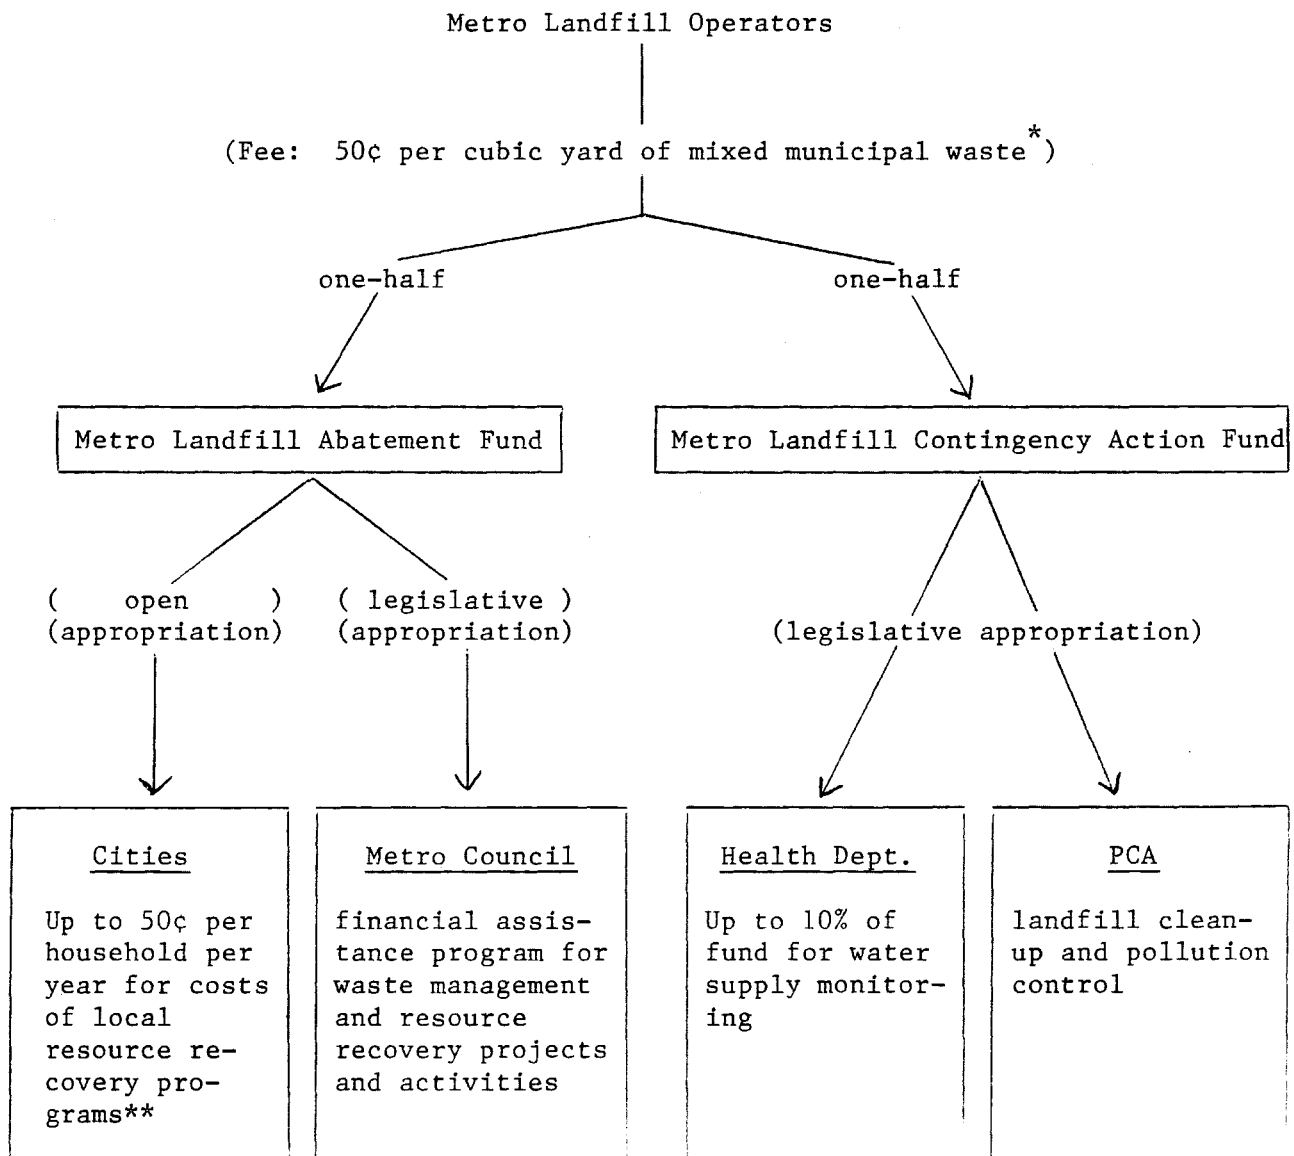 Metro Landfill Operators
(Fee: 50¢ per cubic yard of mixed municipal waste*)
one-half
one-half
Metro Landfill Abatement Fund
Metro Landfill Contingency Action Fund
( open )
(appropriation)
( legislative )
(appropriation)
(legislative appropriation)
Cities
Up to 50¢ per
household per
year for costs
of local
resource re-
covery pro-
grams**
Metro Council
financial assis-
tance program for
waste management
and resource
recovery projects
and activities
Health Dept.
Up to 10% of
fund for water
supply monitor-
ing
PCA
landfill clean-
up and pollution
control